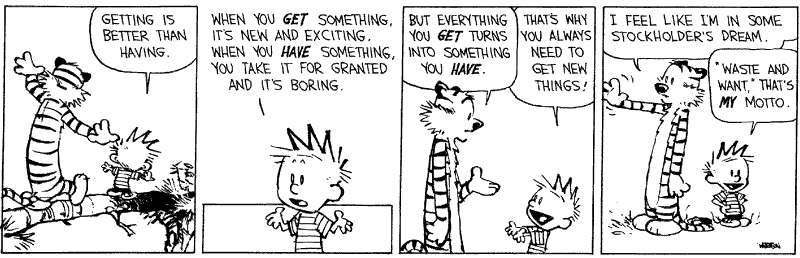 GETTING IS
BETTER THAN
HAVING.
WHEN YOU GET SOMETHING,
IT'S NEW AND EXCITING.
WHEN YOU HAVE SOMETHING,
YOU TAKE IT FOR GRANTED
AND IT'S BORING.
BUT EVERYTHING
YOU GET TURNS
INTO SOMETHING
YOU HAVE.
THAT'S WHY
YOU ALWAYS
NEED TO
GET NEW
THINGS!
I FEEL LIKE I'M IN SOME
STOCKHOLDER'S DREAM.
"WASTE AND
WANT," THAT'S
MY MOTTO.